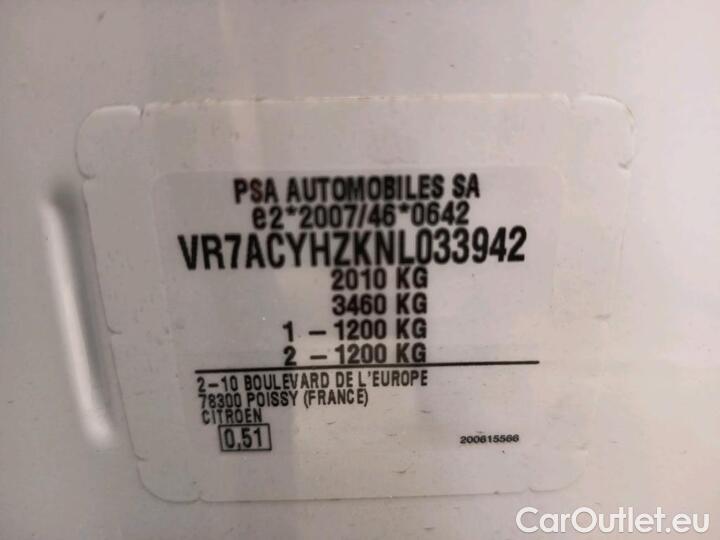 PSA AUTOMOBILES SA
e2*2007/46*0642
VR7ACYHZKNL033942
2010 KG
3460 KG
1 – 1200 KG
2 – 1200 KG
2–10 BOULEVARD DE L'EUROPE
78300 POISSY (FRANCE)
CITROEN
0,51
200615566
CarOutlet.eu